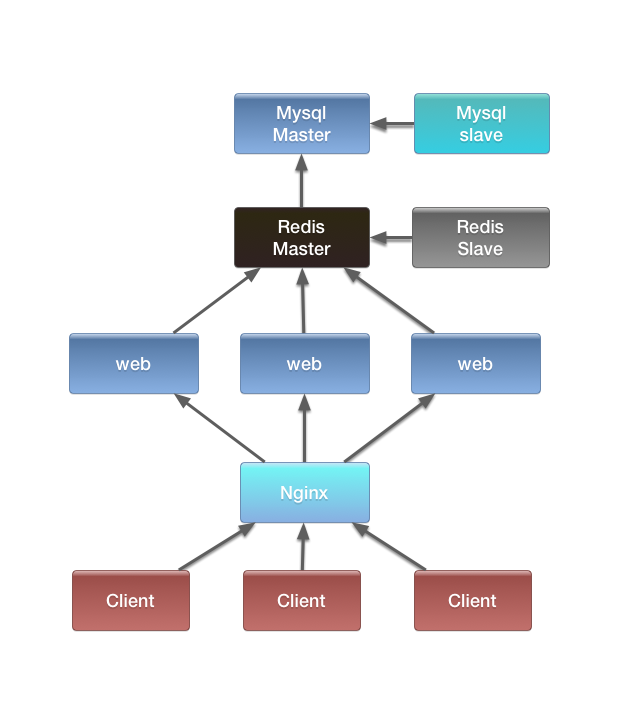 Mysql
Master
Mysql
slave
Redis
Master
Redis
Slave
web
web
web
Nginx
Client
Client
Client